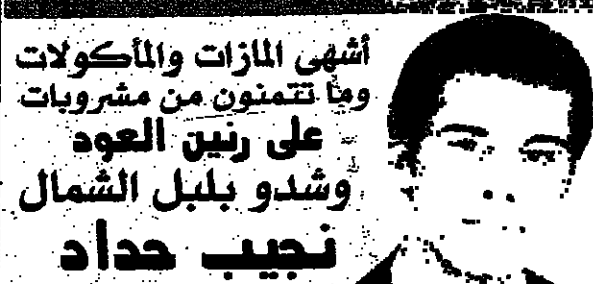 أشهى المازات والمأكولات
وما تتمنون من مشروبات
على رنين العود
وشدو بلبل الشمال
نجيب حداد